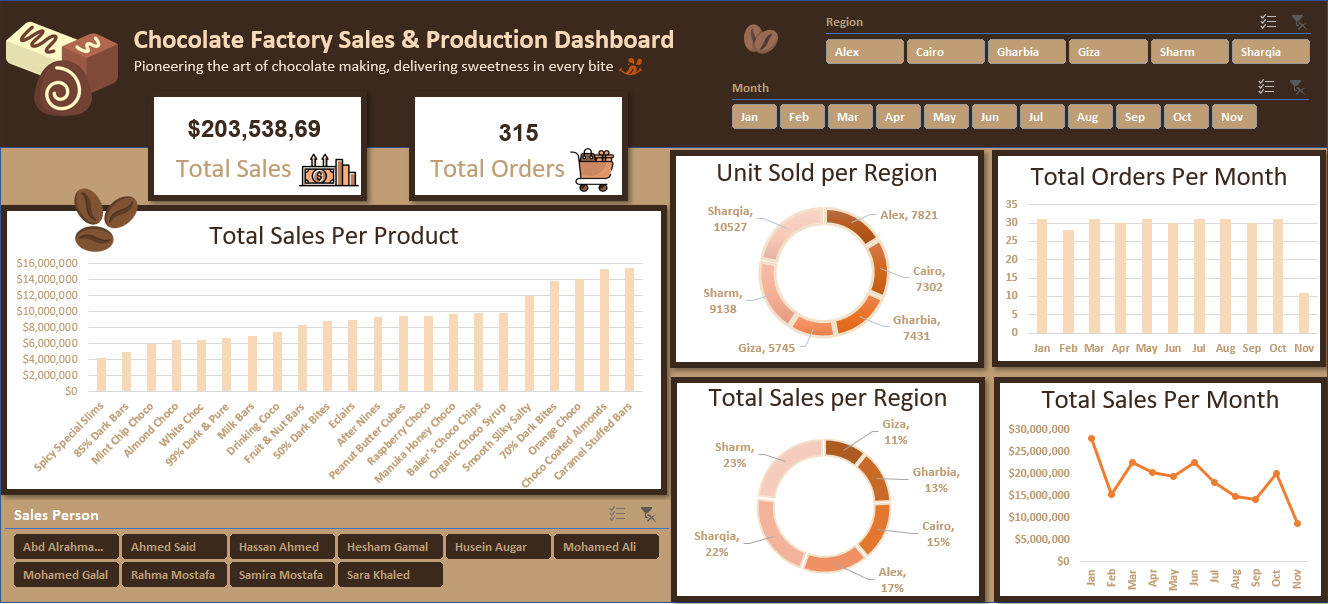 Chocolate Factory Sales & Production Dashboard
Pioneering the art of chocolate making, delivering sweetness in every bite
Region
Alex
Cairo
Gharbia
Giza
Sharm
Sharqia
Month
Jan
Feb
Mar
Apr
May
Jun
Jul
Aug
Sep
Oct
Nov
$203,538,69
Total Sales
315
Total Orders
Total Sales Per Product
$16,000,000
$14,000,000
$12,000,000
$10,000,000
$8,000,000
$6,000,000
$4,000,000
$2,000,000
$0
Spicy Special Slims
85% Dark Bars
Mint Chip Choco
Almond Choco
White Choc
99% Dark & Pure
Milk Bars
Drinking Coco
Fruit & Nut Bars
50% Dark Bites
Eclairs
After Nines
Peanut Butter Cubes
Raspberry Choco
Manuka Honey Choco
Baker's Choco Chips
Organic Choco Syrup
Smooth Sliky Salty
70% Dark Bites
Orange Choco
Choco Coated Almonds
Caramel Stuffed Bars
Unit Sold per Region
Sharqia,
10527
Alex, 7821
Cairo,
7302
Sharm,
9138
Gharbia,
7431
Giza, 5745
Total Orders Per Month
35
30
25
20
15
10
5
0
Jan Feb Mar Apr May Jun Jul Aug Sep Oct Nov
Total Sales per Region
Giza,
11%
Sharm,
23%
Gharbia,
13%
Cairo,
15%
Sharqia,
22%
Alex,
17%
Total Sales Per Month
$30,000,000
$25,000,000
$20,000,000
$15,000,000
$10,000,000
$5,000,000
$0
Jan
Feb
Mar
Apr
May
Jun
Jul
Aug
Sep
Oct
Nov
Sales Person
Abd Alrahma...
Ahmed Said
Hassan Ahmed
Hesham Gamal
Husein Augar
Mohamed Ali
Mohamed Galal
Rahma Mostafa
Samira Mostafa
Sara Khaled